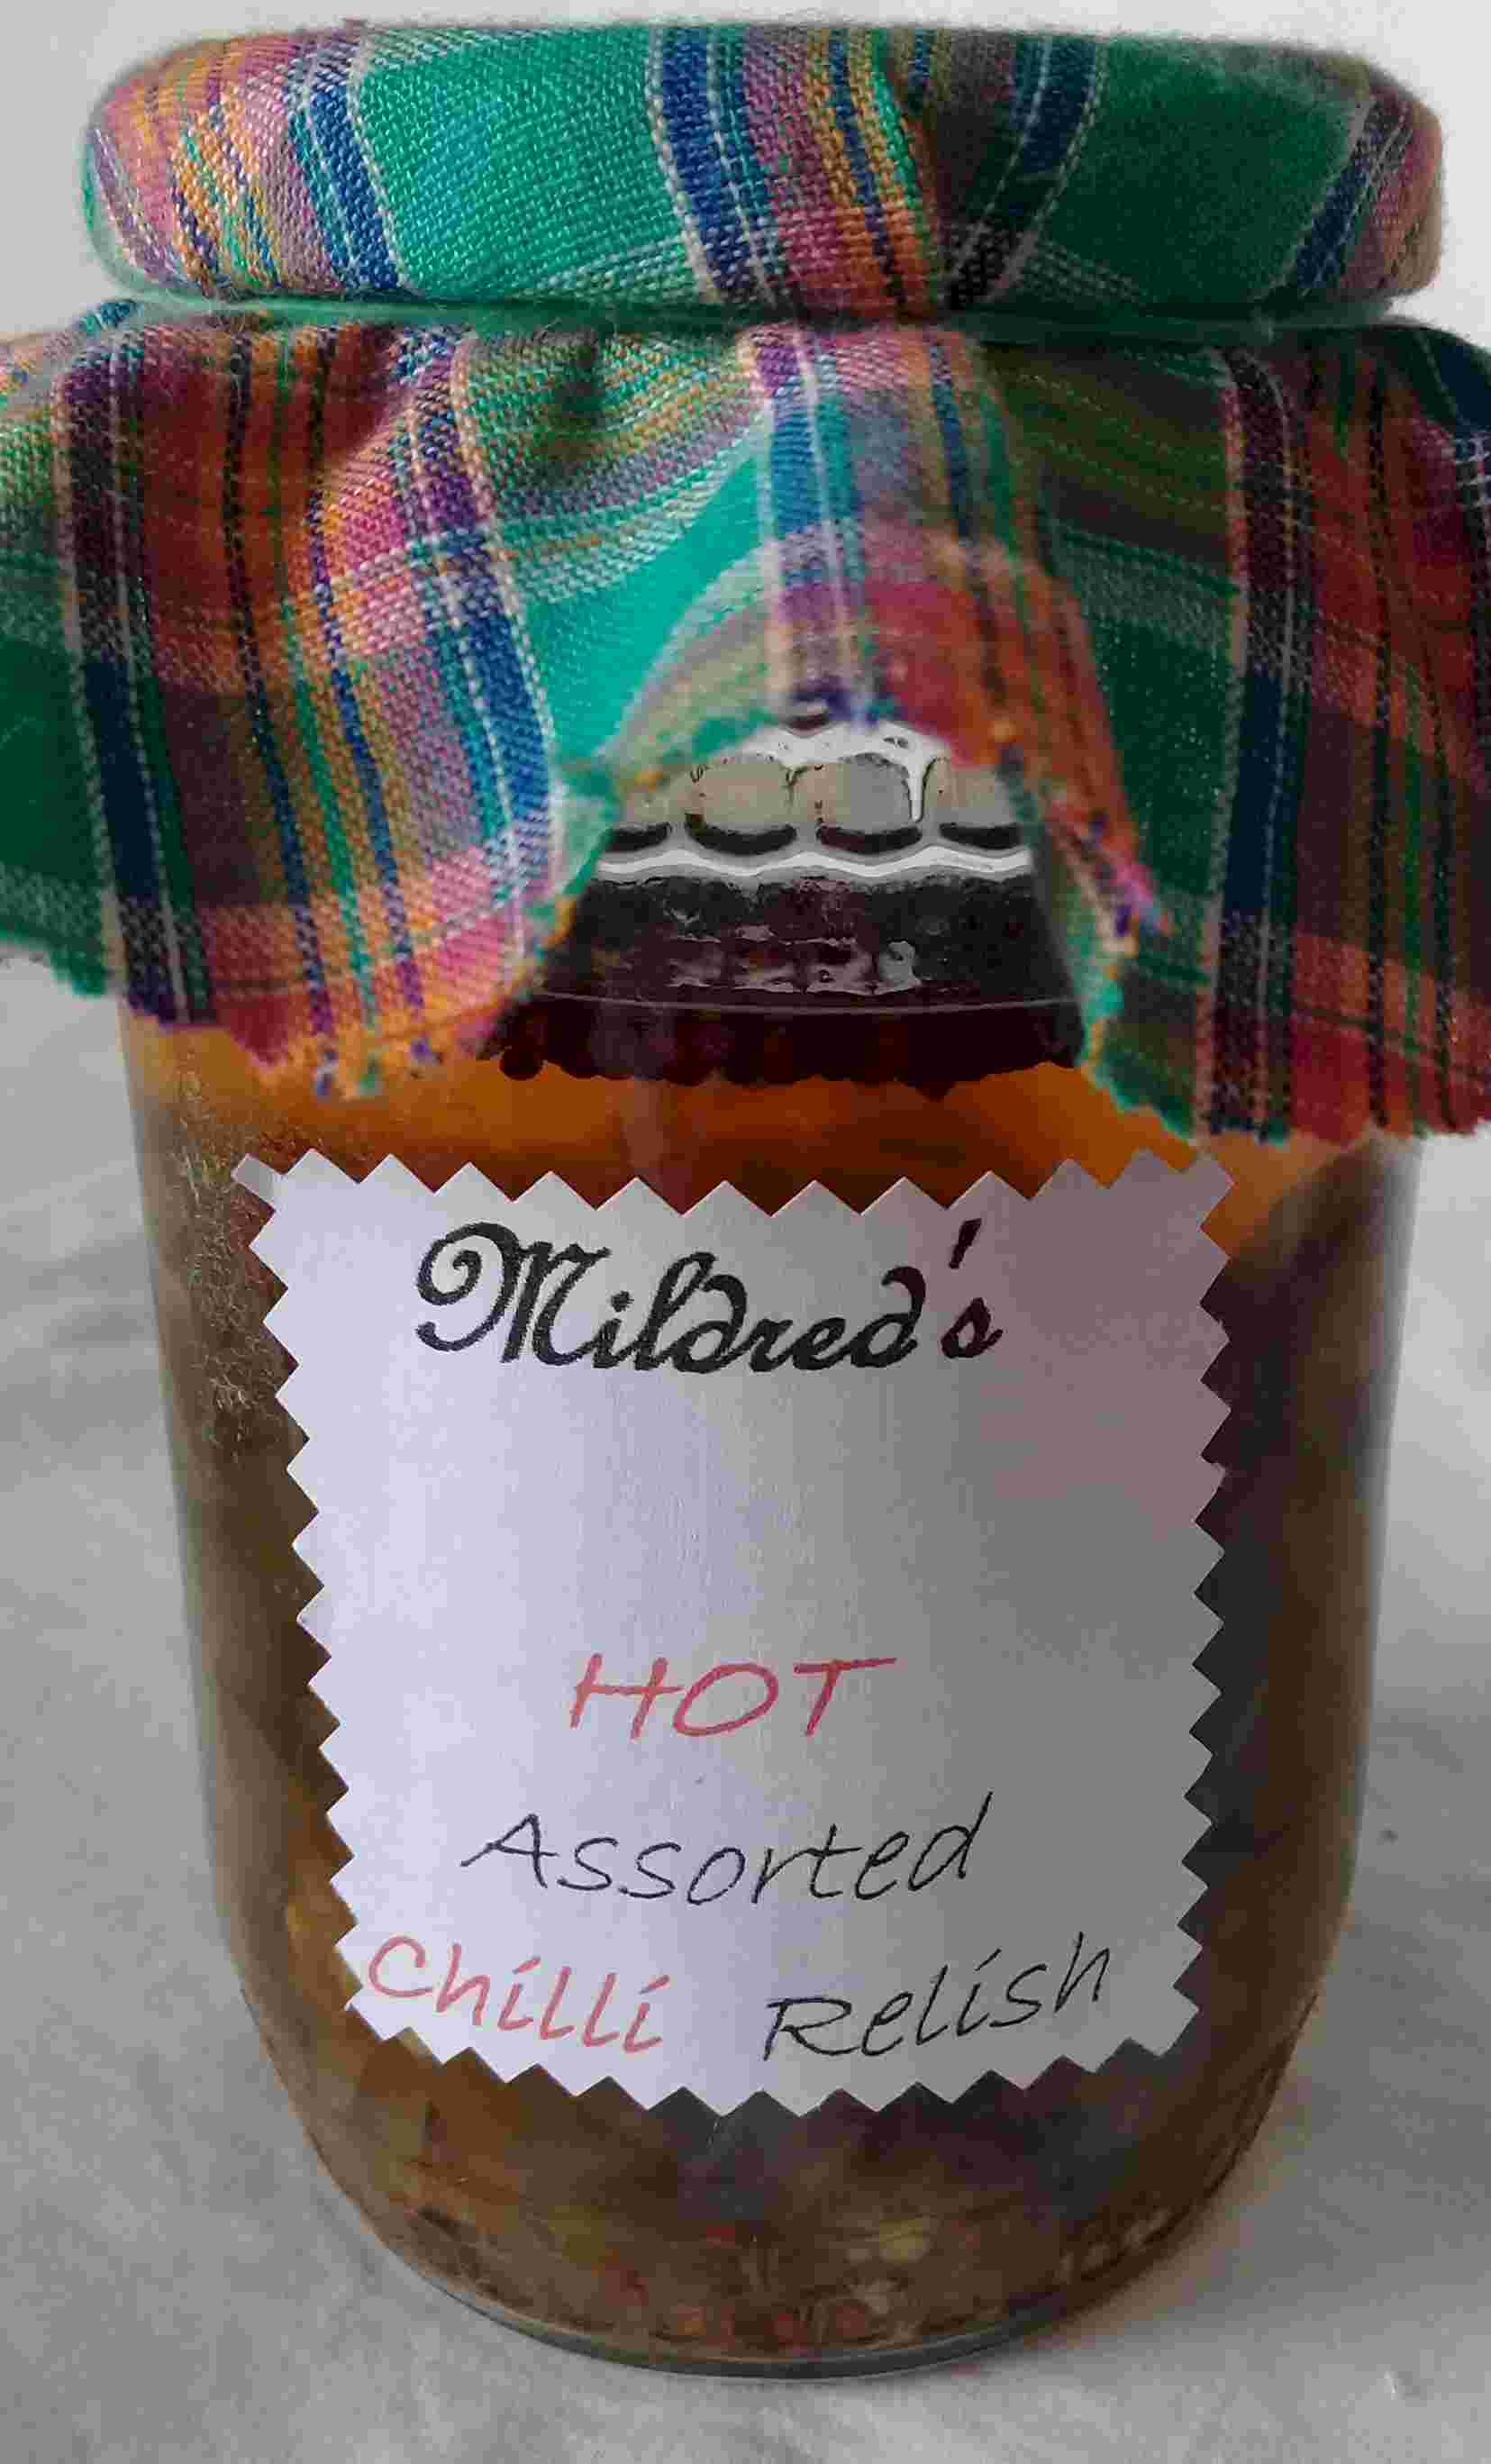 Mildred's
HOT
Assorted
Chilli Relish